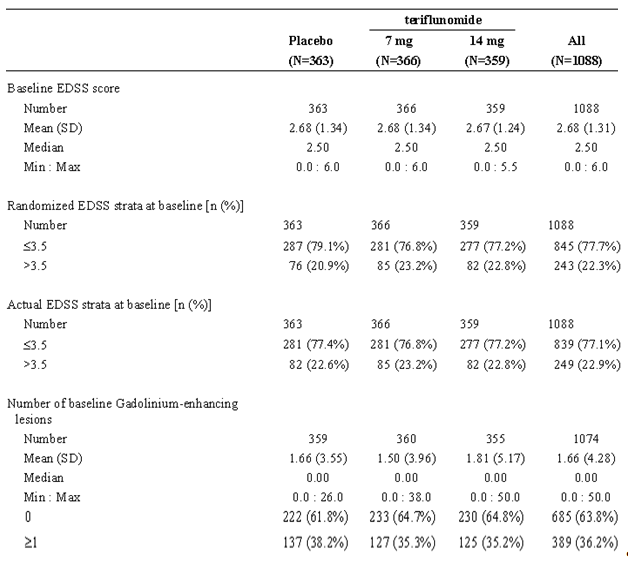 teriflunomide
Placebo 7 mg 14 mg All
(N=363) (N=366) (N=359) (N=1088)
Baseline EDSS score
Number 363 366 359 1088
Mean (SD) 2.68 (1.34) 2.68 (1.34) 2.67 (1.24) 2.68 (1.31)
Median 2.50 2.50 2.50 2.50
Min : Max 0.0 : 6.0 0.0 : 6.0 0.0 : 5.5 0.0 : 6.0
Randomized EDSS strata at baseline [n (%)]
Number 363 366 359 1088
≤3.5 287 (79.1%) 281 (76.8%) 277 (77.2%) 845 (77.7%)
>3.5 76 (20.9%) 85 (23.2%) 82 (22.8%) 243 (22.3%)
Actual EDSS strata at baseline [n (%)]
Number 363 366 359 1088
≤3.5 281 (77.4%) 281 (76.8%) 277 (77.2%) 839 (77.1%)
>3.5 82 (22.6%) 85 (23.2%) 82 (22.8%) 249 (22.9%)
Number of baseline Gadolinium-enhancing
lesions
Number 359 360 355 1074
Mean (SD) 1.66 (3.55) 1.50 (3.96) 1.81 (5.17) 1.66 (4.28)
Median 0.00 0.00 0.00 0.00
Min : Max 0.0 : 26.0 0.0 : 38.0 0.0 : 50.0 0.0 : 50.0
0 222 (61.8%) 233 (64.7%) 230 (64.8%) 685 (63.8%)
≥1 137 (38.2%) 127 (35.3%) 125 (35.2%) 389 (36.2%)